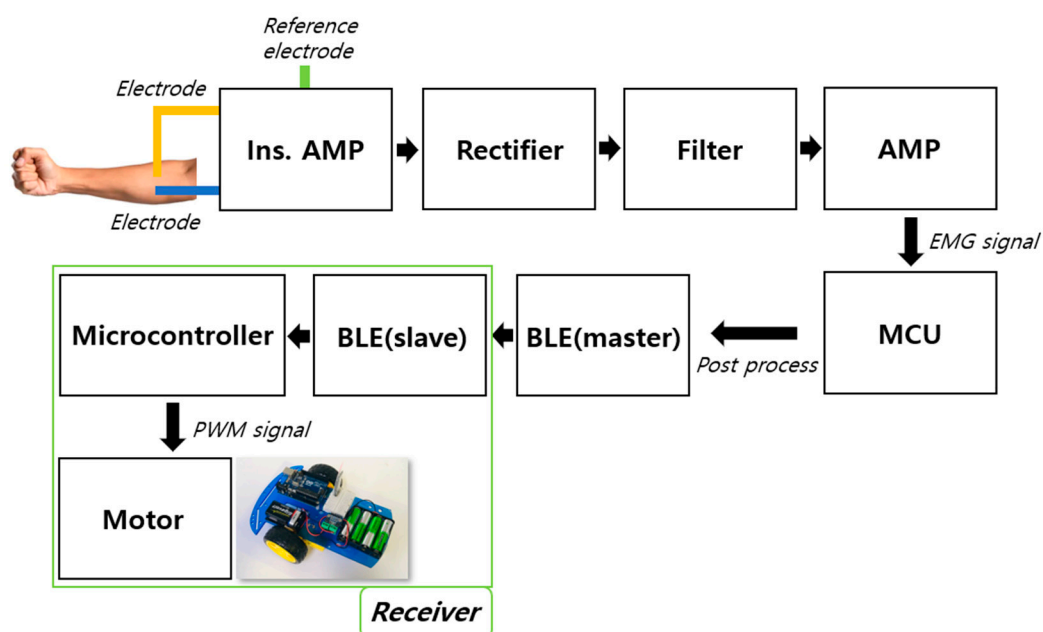 Reference
electrode
Electrode
Ins. AMP
Rectifier
Filter
AMP
Electrode
EMG signal
Microcontroller
BLE(slave)
BLE(master)
MCU
Post process
PWM signal
Motor
Receiver